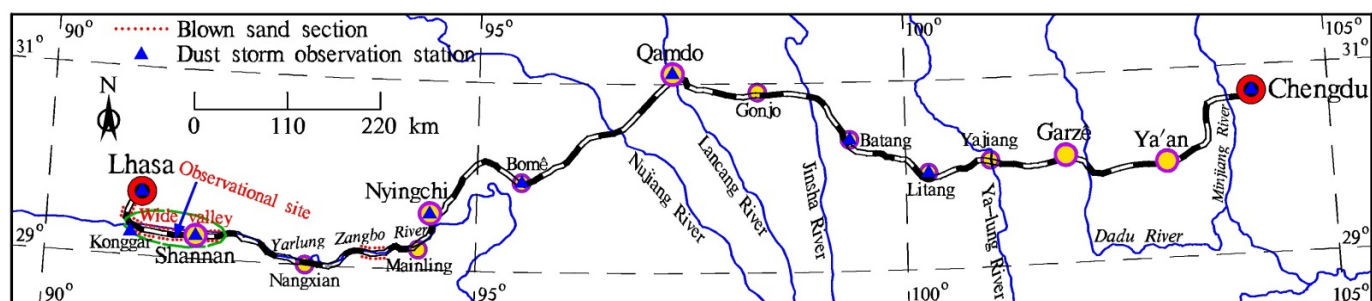 90°
95°
100°
105°
31°
31°
Blown sand section
Dust storm observation station
N
0 110 220 km
Qamdo
Gonjo
Chengdu
Lhasa
Observational site
Wide valley
Konggar
Shannan
Nyingchi
Bomê
Yarlung Zangbo River
Nangxian
Mainling
Nujiang River
Lancang River
Jinsha River
Batang
Litang
Yajiang
Ya-lung River
Garzê
Ya'an
Dadu River
Minjiang River
29°
29°
90°
95°
100°
105°